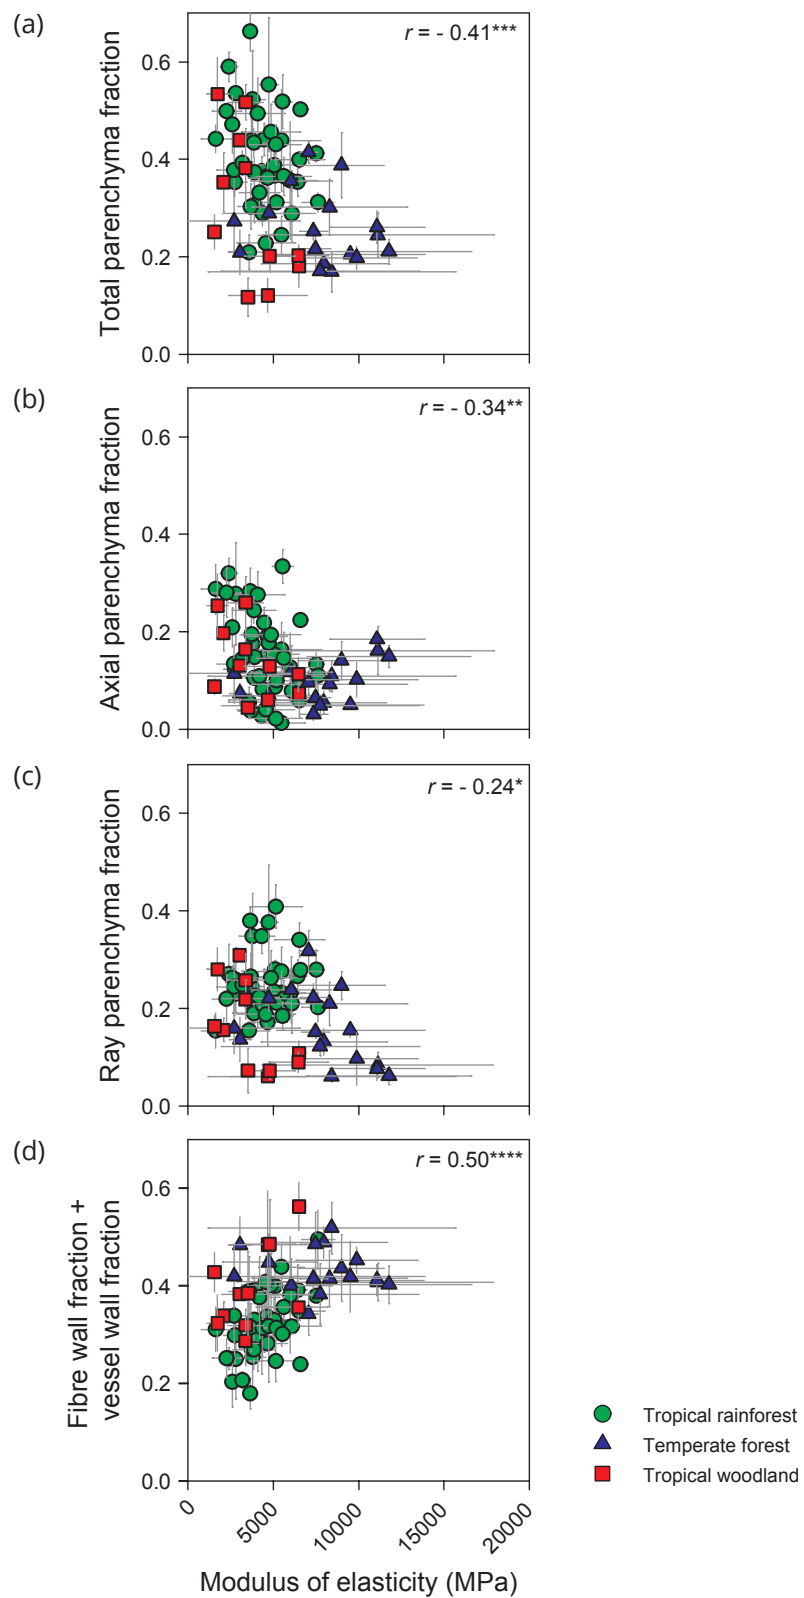 (a)
r = - 0.41***
Total parenchyma fraction
0.6
0.4
0.2
0.0
(b)
r = - 0.34**
Axial parenchyma fraction
0.6
0.4
0.2
0.0
(c)
r = - 0.24*
Ray parenchyma fraction
0.6
0.4
0.2
0.0
(d)
r = 0.50****
Fibre wall fraction +
vessel wall fraction
0.6
0.4
0.2
0.0
0
5000
10000
15000
20000
Modulus of elasticity (MPa)
Tropical rainforest
Temperate forest
Tropical woodland